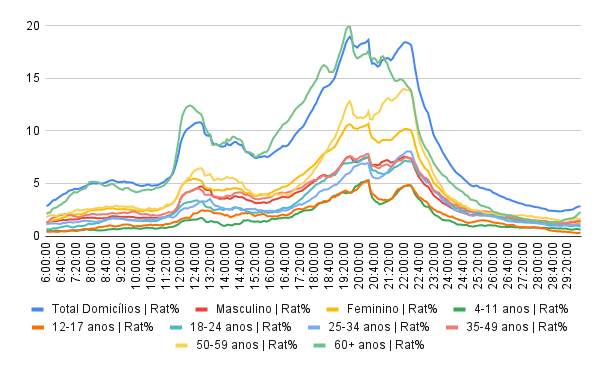 20
15
10
5
0
6:00:00 6:40:00 7:20:00 8:00:00 8:40:00 9:20:00 10:00:00 10:40:00 11:20:00 12:00:00 12:40:00 13:20:00 14:00:00 14:40:00 15:20:00 16:00:00 16:40:00 17:20:00 18:00:00 18:40:00 19:20:00 20:00:00 20:40:00 21:20:00 22:00:00 22:40:00 23:20:00 24:00:00 24:40:00 25:20:00 26:00:00 26:40:00 27:20:00 28:00:00 28:40:00 29:20:00
Total Domicílios | Rat% Masculino | Rat% Feminino | Rat% 4-11 anos | Rat%
12-17 anos | Rat% 18-24 anos | Rat% 25-34 anos | Rat% 35-49 anos | Rat%
50-59 anos | Rat% 60+ anos | Rat%